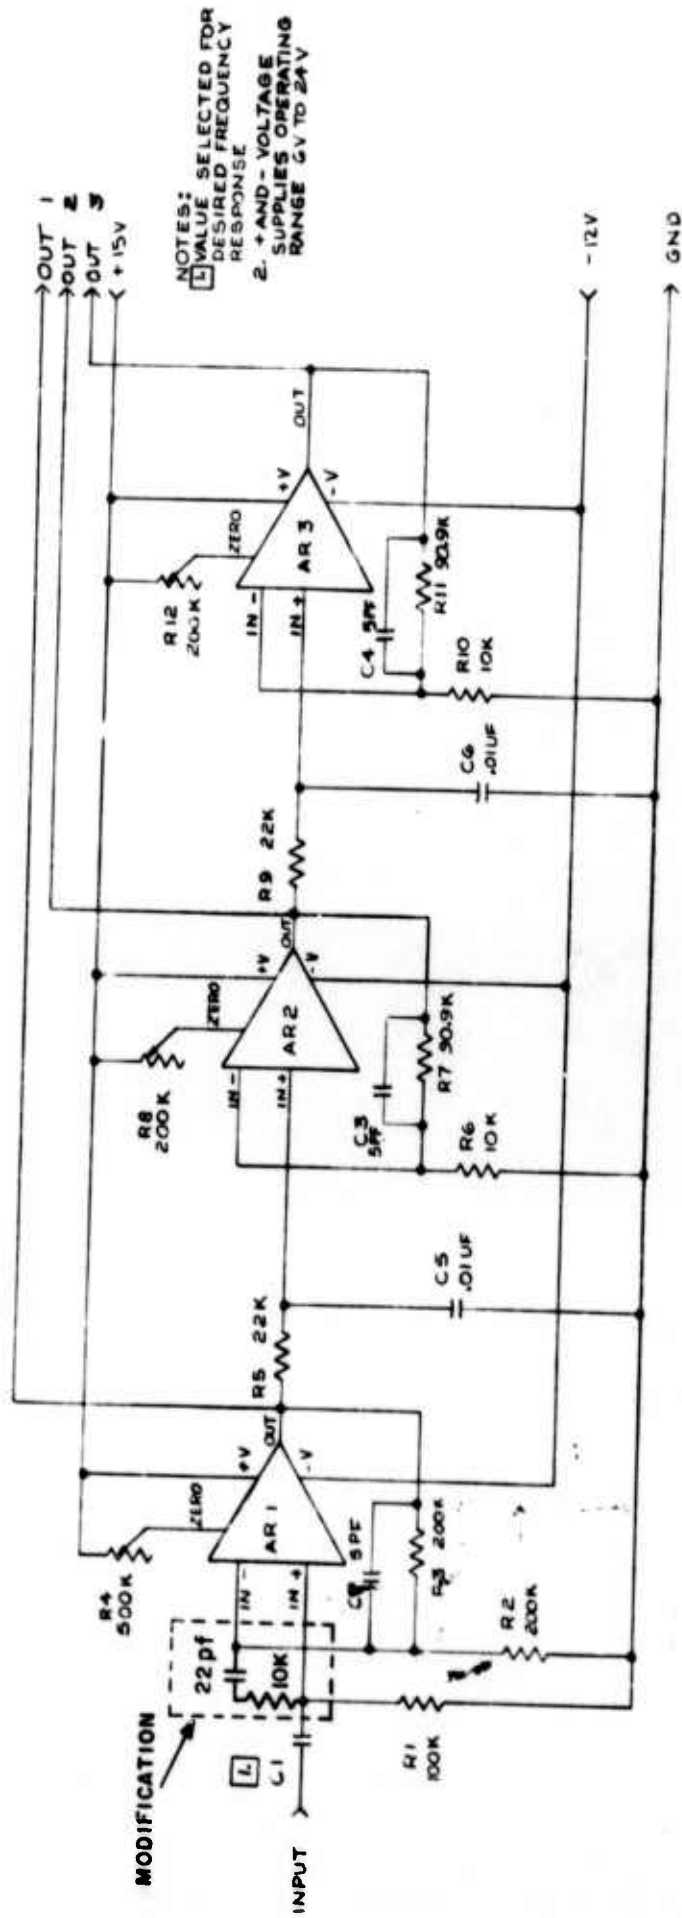 MODIFICATION
INPUT
1.
C1
22pf
10K
R1
100K
R4
500K
ZERO
IN -
IN +
AR 1
+V
-V
OUT
5PF
R3 200K
R2
200K
R5 22K
C5
.01UF
R8
200K
ZERO
IN -
IN +
AR2
+V
-V
OUT
C3
5PF
R7 90.9K
R6
10K
R9 22K
C6
.01UF
R12
200K
ZERO
IN -
IN +
AR 3
+V
-V
OUT
C4 5PF
R11 90.9K
R10
10K
OUT 1
OUT 2
OUT 3
+15V
-12V
GND
NOTES:
1. VALUE SELECTED FOR
DESIRED FREQUENCY
RESPONSE
2. +AND-VOLTAGE
SUPPLIES OPERATING
RANGE 6V TO 24V